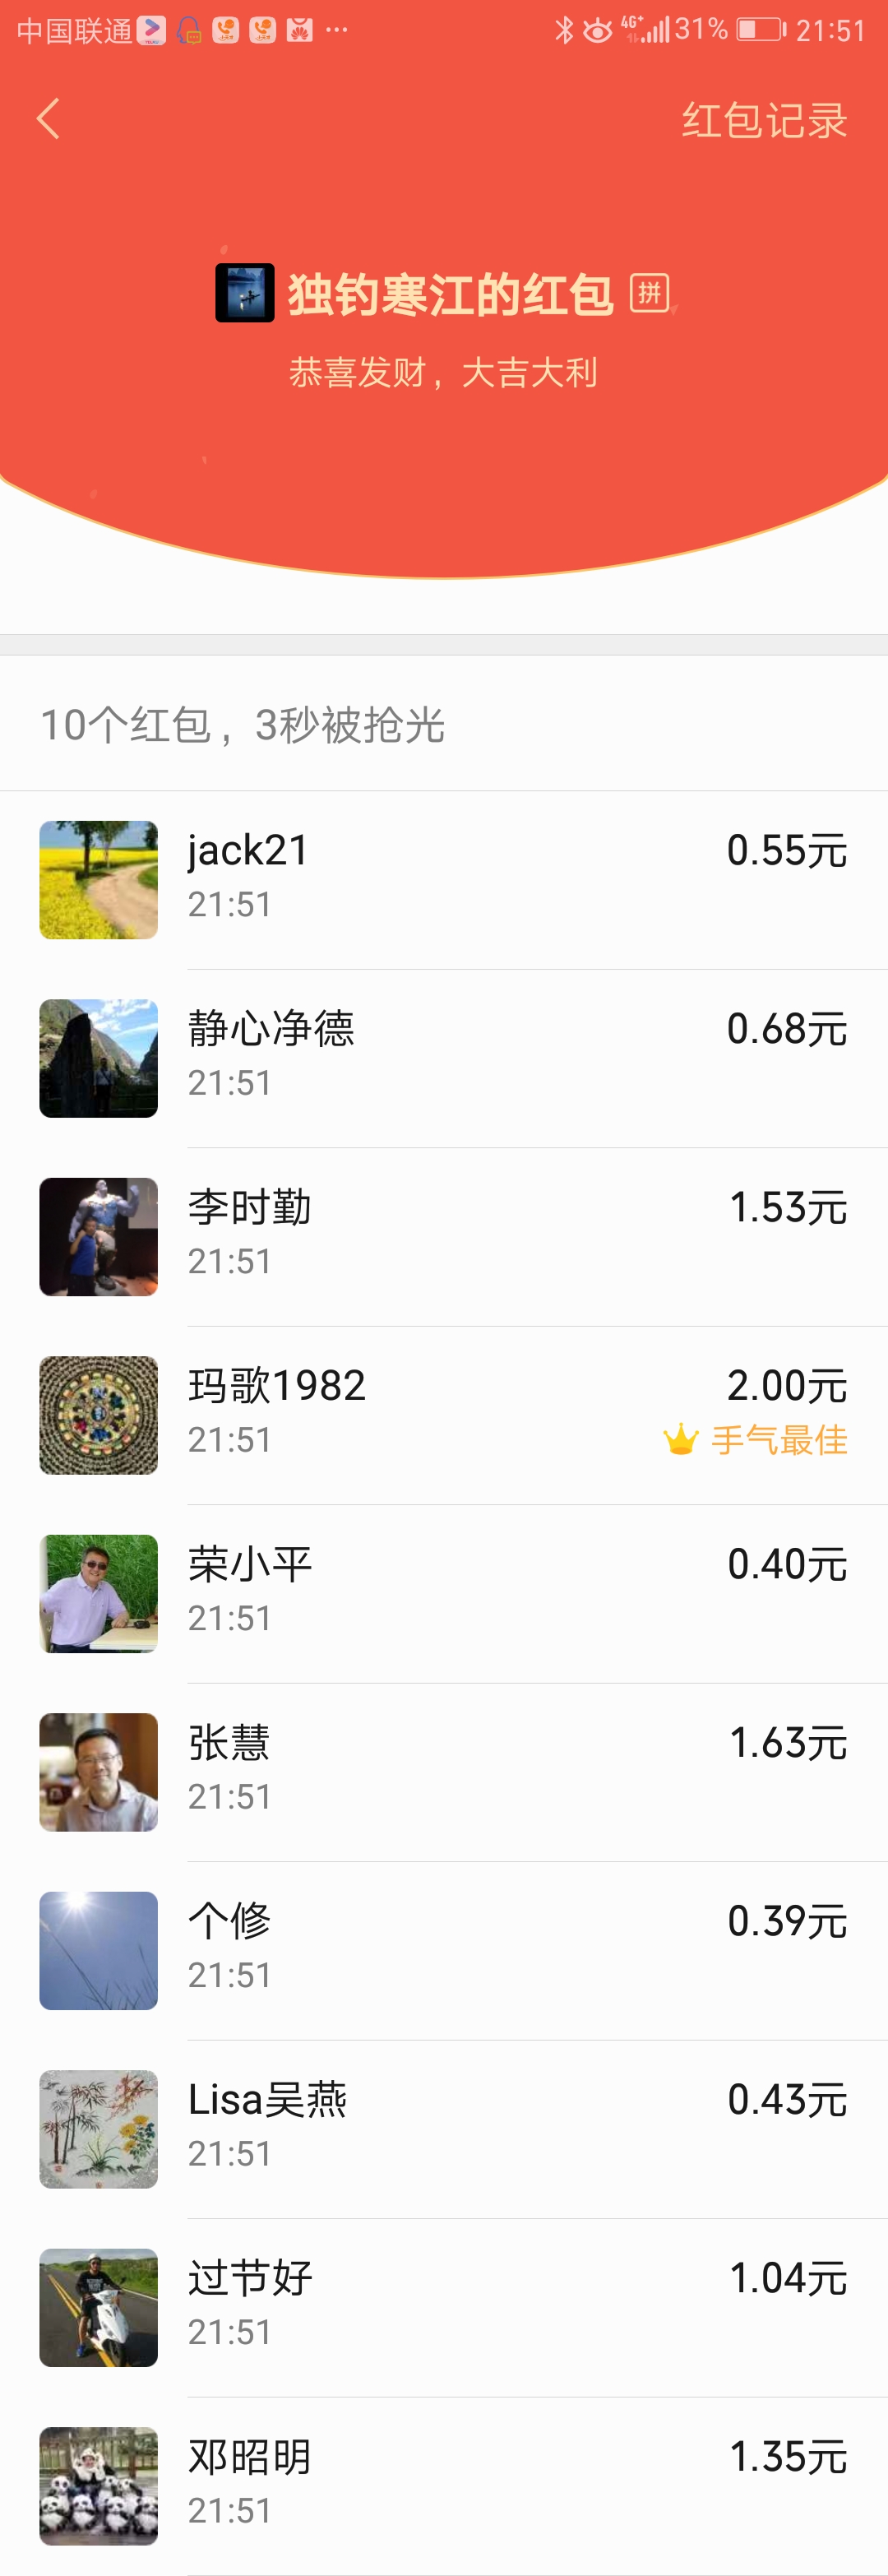 中国联通 ··· 4G+ 31% 21:51
红包记录
独钓寒江的红包 拼
恭喜发财，大吉大利
10个红包，3秒被抢光
jack21 0.55元
21:51
静心净德 0.68元
21:51
李时勤 1.53元
21:51
玛歌1982 2.00元
21:51 手气最佳
荣小平 0.40元
21:51
张慧 1.63元
21:51
个修 0.39元
21:51
Lisa吴燕 0.43元
21:51
过节好 1.04元
21:51
邓昭明 1.35元
21:51